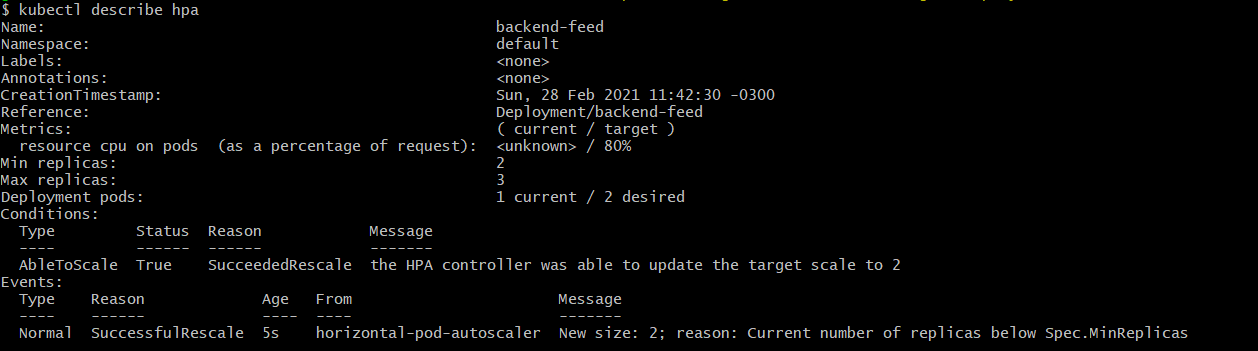 $ kubectl describe hpa
Name:                                                  backend-feed
Namespace:                                             default
Labels:                                                <none>
Annotations:                                           <none>
CreationTimestamp:                                     Sun, 28 Feb 2021 11:42:30 -0300
Reference:                                             Deployment/backend-feed
Metrics:                                               ( current / target )
  resource cpu on pods  (as a percentage of request):  <unknown> / 80%
Min replicas:                                          2
Max replicas:                                          3
Deployment pods:                                       1 current / 2 desired
Conditions:
  Type         Status  Reason            Message
  ----         ------  ------            -------
  AbleToScale  True    SucceededRescale  the HPA controller was able to update the target scale to 2
Events:
  Type    Reason             Age   From                       Message
  ----    ------             ----  ----                       -------
  Normal  SuccessfulRescale  5s    horizontal-pod-autoscaler  New size: 2; reason: Current number of replicas below Spec.MinReplicas